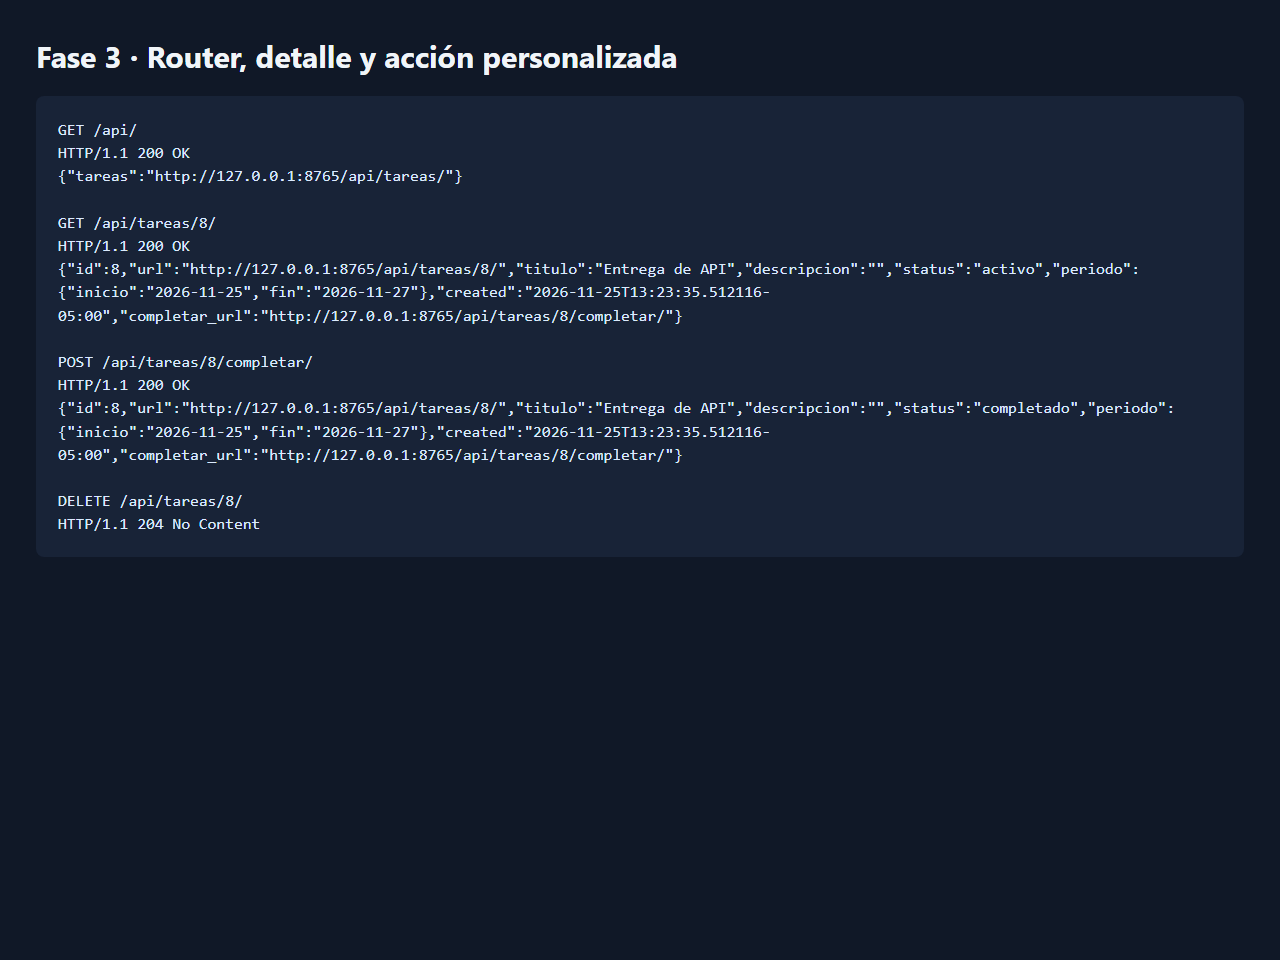 Fase 3 · Router, detalle y acción personalizada
GET /api/
HTTP/1.1 200 OK
{"tareas":"http://127.0.0.1:8765/api/tareas/"}
GET /api/tareas/8/
HTTP/1.1 200 OK
{"id":8,"url":"http://127.0.0.1:8765/api/tareas/8/","titulo":"Entrega de API","descripcion":"","status":"activo","periodo":
{"inicio":"2026-11-25","fin":"2026-11-27"},"created":"2026-11-25T13:23:35.512116-
05:00","completar_url":"http://127.0.0.1:8765/api/tareas/8/completar/"}
POST /api/tareas/8/completar/
HTTP/1.1 200 OK
{"id":8,"url":"http://127.0.0.1:8765/api/tareas/8/","titulo":"Entrega de API","descripcion":"","status":"completado","periodo":
{"inicio":"2026-11-25","fin":"2026-11-27"},"created":"2026-11-25T13:23:35.512116-
05:00","completar_url":"http://127.0.0.1:8765/api/tareas/8/completar/"}
DELETE /api/tareas/8/
HTTP/1.1 204 No Content